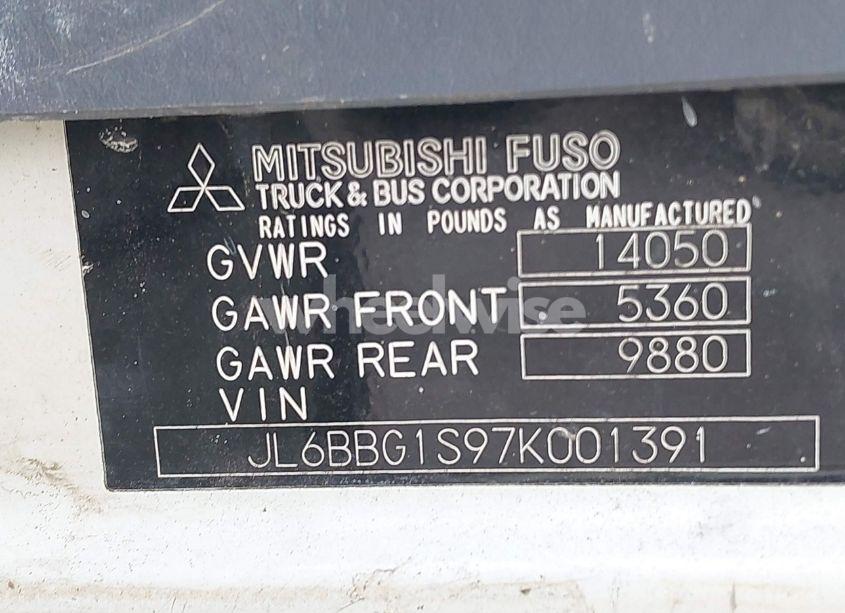 MITSUBISHI FUSO
TRUCK & BUS CORPORATION
RATINGS IN POUNDS AS MANUFACTURED
GVWR 14050
GAWR FRONT 5360
wheelwise
GAWR REAR 9880
VIN
JL6BBG1S97K001391